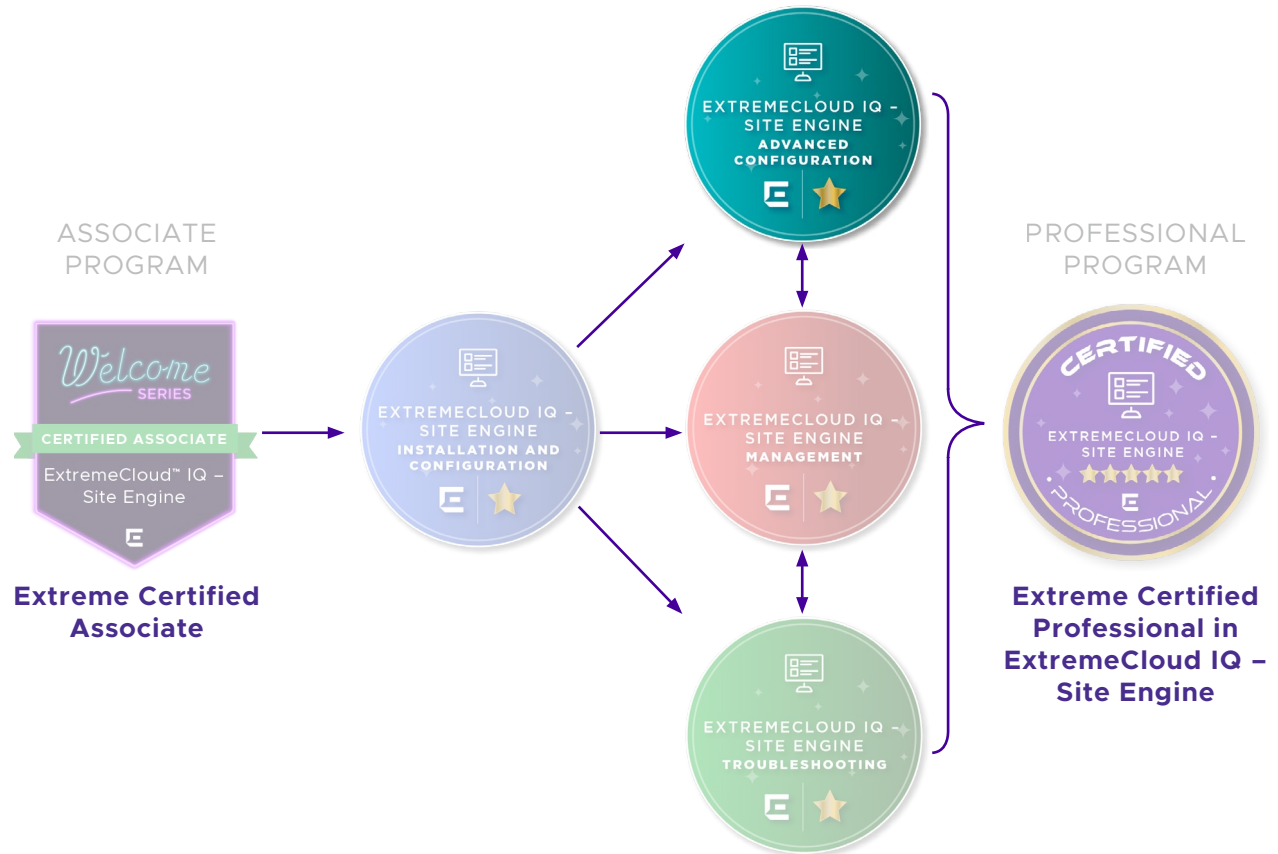 ASSOCIATE
PROGRAM
Welcome
SERIES
CERTIFIED ASSOCIATE
ExtremeCloud™ IQ –
Site Engine
Extreme Certified
Associate
EXTREMECLOUD IQ –
SITE ENGINE
INSTALLATION AND
CONFIGURATION
EXTREMECLOUD IQ –
SITE ENGINE
ADVANCED
CONFIGURATION
EXTREMECLOUD IQ –
SITE ENGINE
MANAGEMENT
EXTREMECLOUD IQ –
SITE ENGINE
TROUBLESHOOTING
PROFESSIONAL
PROGRAM
CERTIFIED
EXTREMECLOUD IQ –
SITE ENGINE
PROFESSIONAL
Extreme Certified
Professional in
ExtremeCloud IQ –
Site Engine